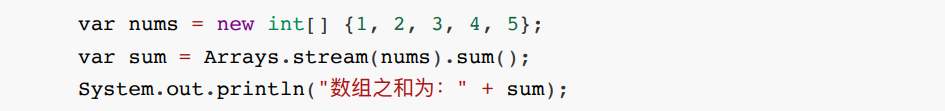 var nums = new int[] {1, 2, 3, 4, 5};
var sum = Arrays.stream(nums).sum();
System.out.println("数组之和为：" + sum);